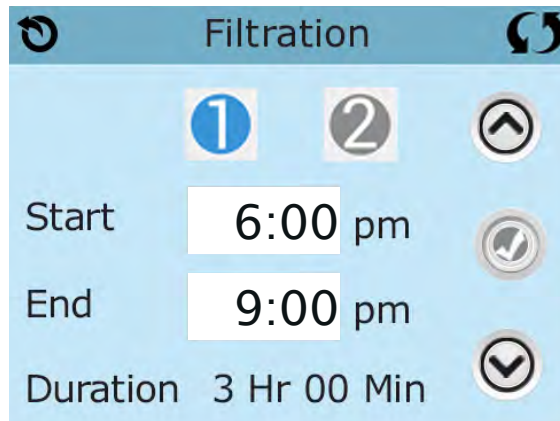 Filtration
1 2
Start 6:00 pm
End 9:00 pm
Duration 3 Hr 00 Min